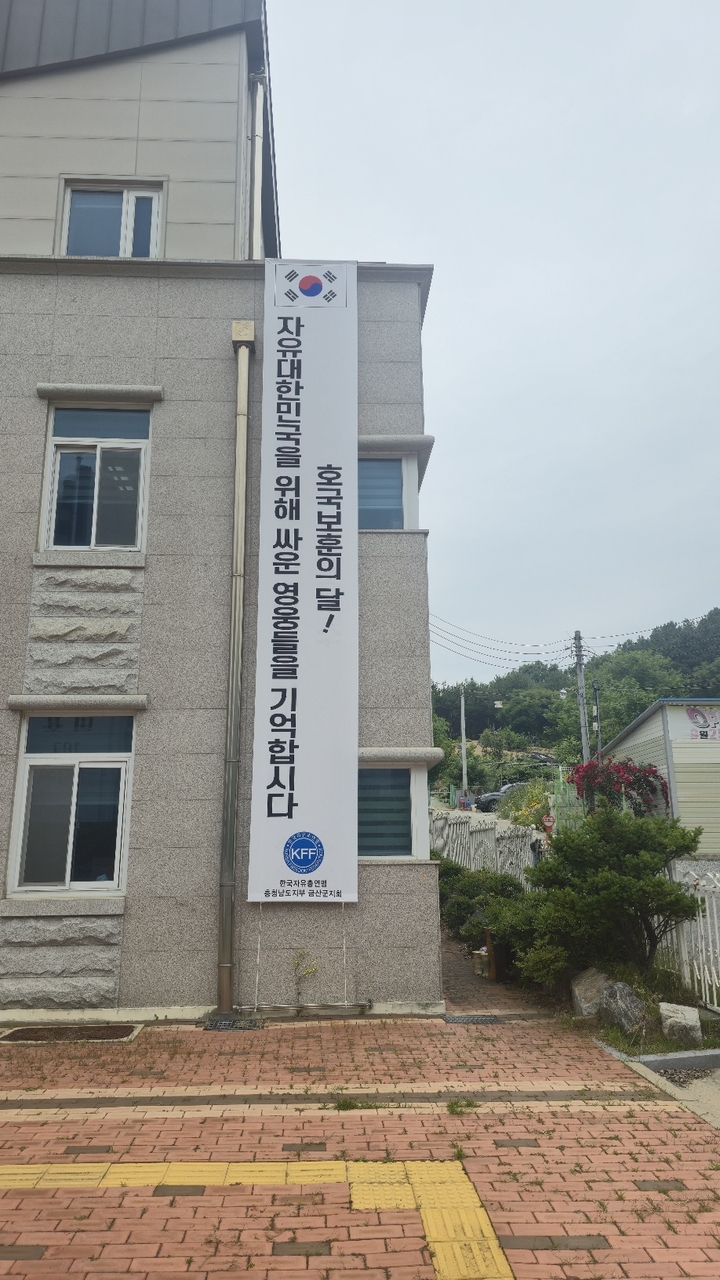 호국보훈의 달!
자유대한민국을 위해 싸운 영웅들을 기억합시다
KFF
한국자유총연맹
충청남도지부 금산군지회